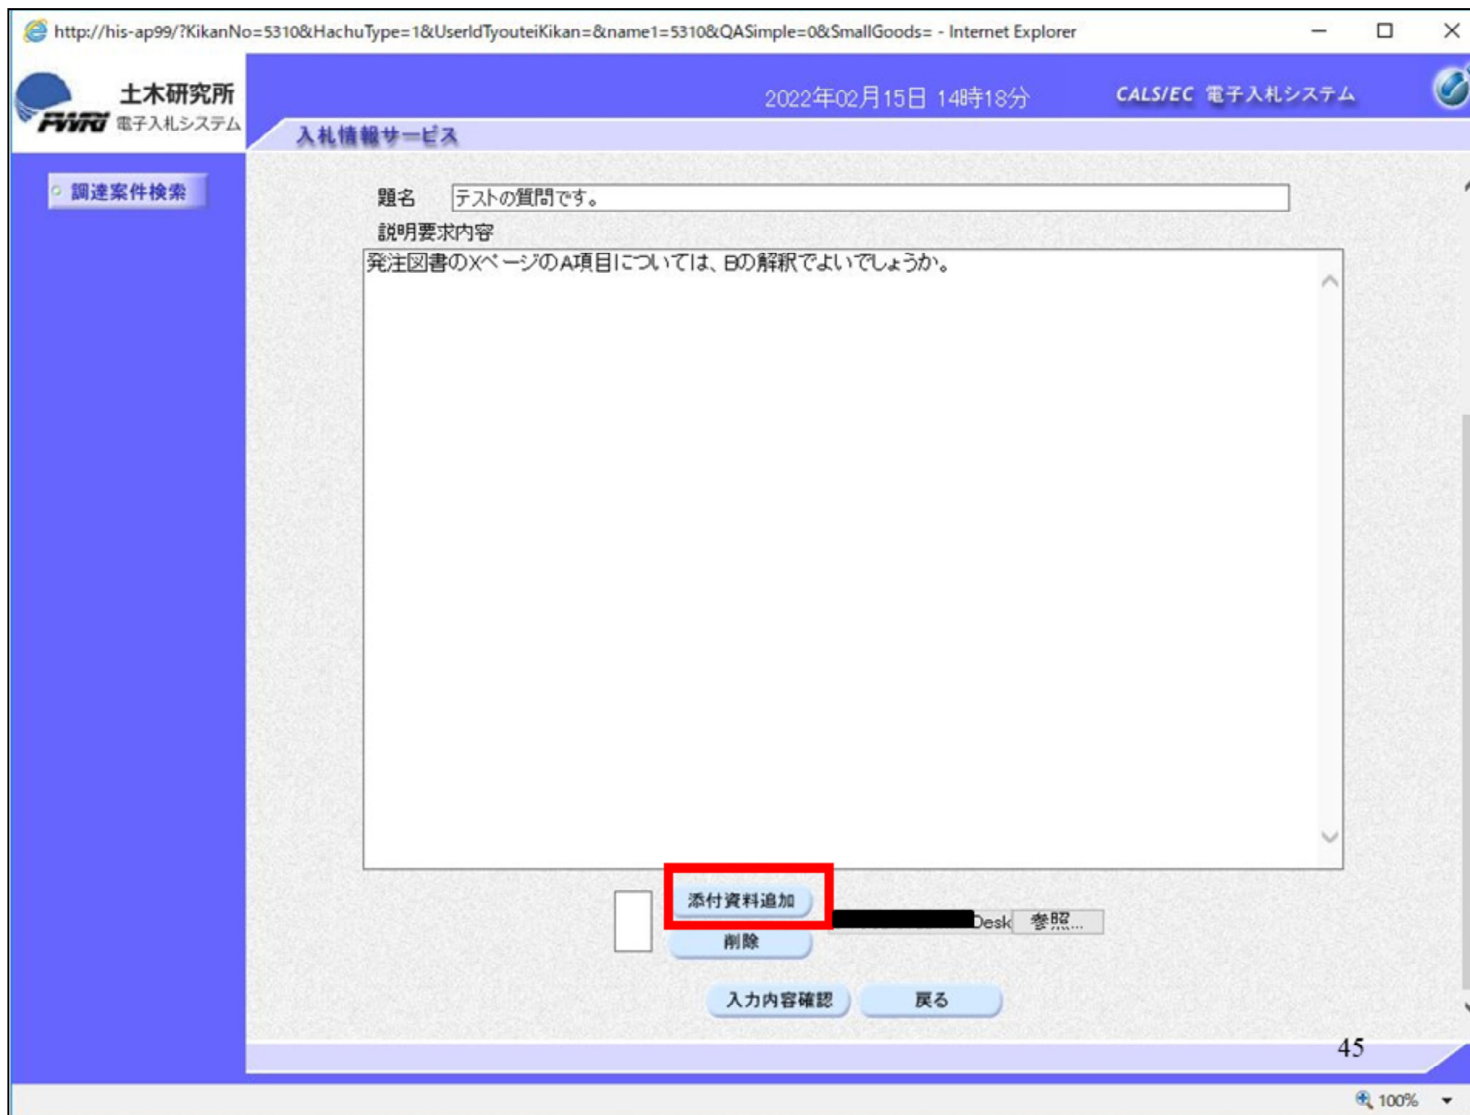 http://his-ap99/?KikanNo=5310&HachuType=1&UserIdTyouteiKikan=&name1=5310&QASimple=0&SmallGoods= - Internet Explorer
土木研究所
PWRI 電子入札システム
2022年02月15日 14時18分
CALS/EC 電子入札システム
入札情報サービス
調達案件検索
題名 テストの質問です。
説明要求内容
発注図書のXページのA項目については、Bの解釈でよいでしょうか。
添付資料追加
Desk 参照...
削除
入力内容確認 戻る
45
100%